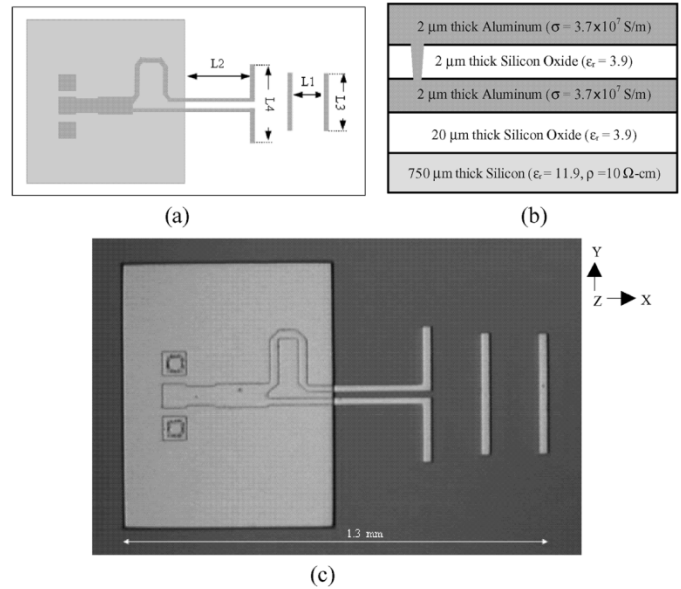 L2
L4
L1
L3
(a)
2 μm thick Aluminum (σ = 3.7×10⁷ S/m)
2 μm thick Silicon Oxide (εᵣ = 3.9)
2 μm thick Aluminum (σ = 3.7×10⁷ S/m)
20 μm thick Silicon Oxide (εᵣ = 3.9)
750 μm thick Silicon (εᵣ = 11.9, ρ =10 Ω-cm)
(b)
Y
Z
X
1.3 mm
(c)